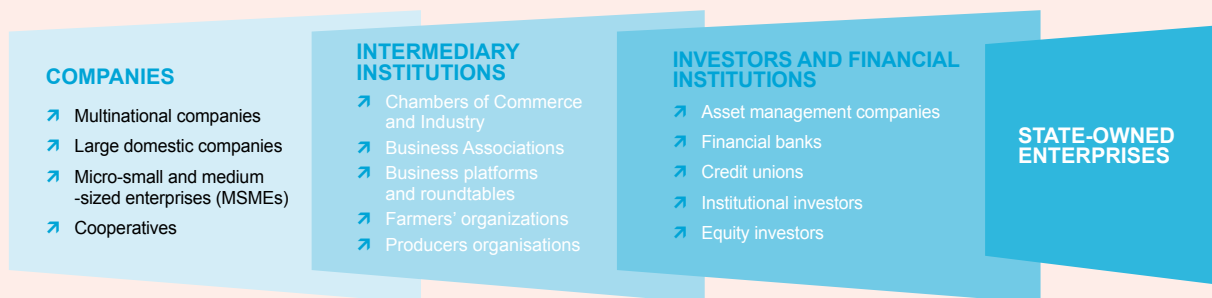 COMPANIES
Multinational companies
Large domestic companies
Micro-small and medium
-sized enterprises (MSMEs)
Cooperatives
INTERMEDIARY
INSTITUTIONS
Chambers of Commerce
and Industry
Business Associations
Business platforms
and roundtables
Farmers' organizations
Producers organisations
INVESTORS AND FINANCIAL
INSTITUTIONS
Asset management companies
Financial banks
Credit unions
Institutional investors
Equity investors
STATE-OWNED
ENTERPRISES